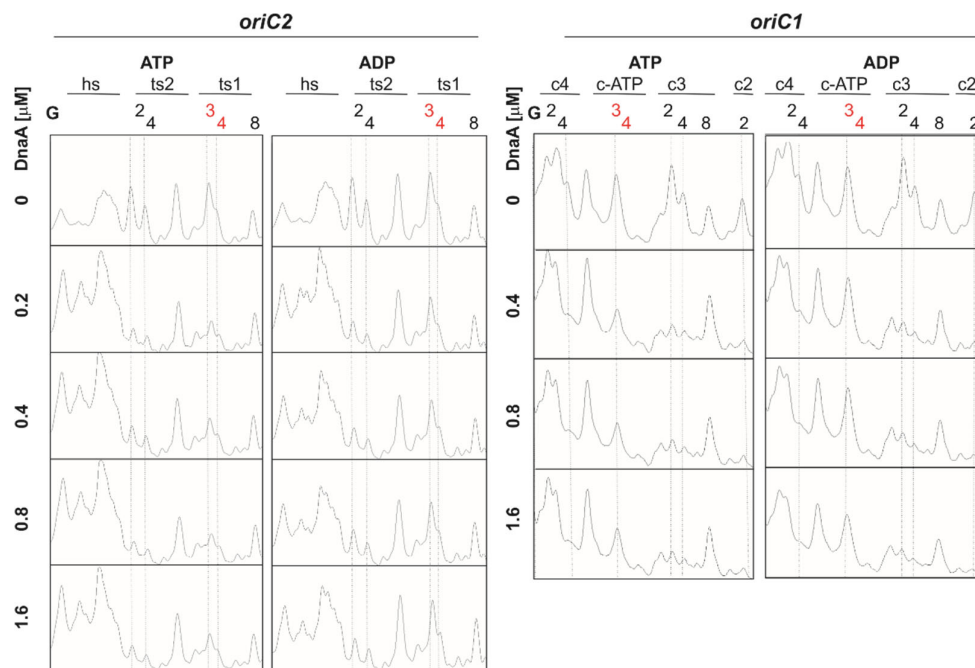 oriC2 oriC1
ATP ADP ATP ADP
hs ts2 ts1 hs ts2 ts1 c4 c-ATP c3 c2 c4 c-ATP c3 c2
G 2 4 3 4 8 2 4 3 4 8 G 2 4 3 4 2 4 8 2 2 4 3 4 2 4 8 2
DnaA [µM]
0
0.2
0.4
0.8
1.6
DnaA [µM]
0
0.4
0.8
1.6